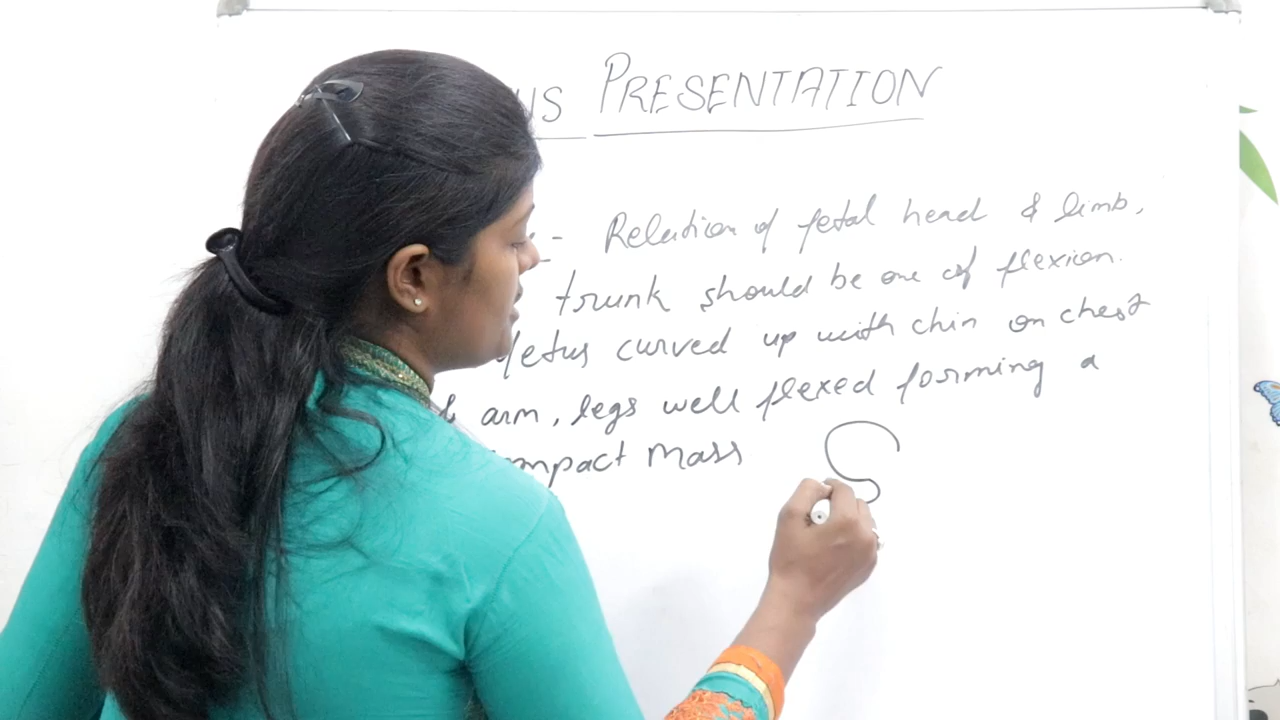 US PRESENTATION
:- Relation of fetal head & limb,
trunk should be one of flexion.
fetus curved up with chin on chest
& arm, legs well flexed forming a
ompact mass